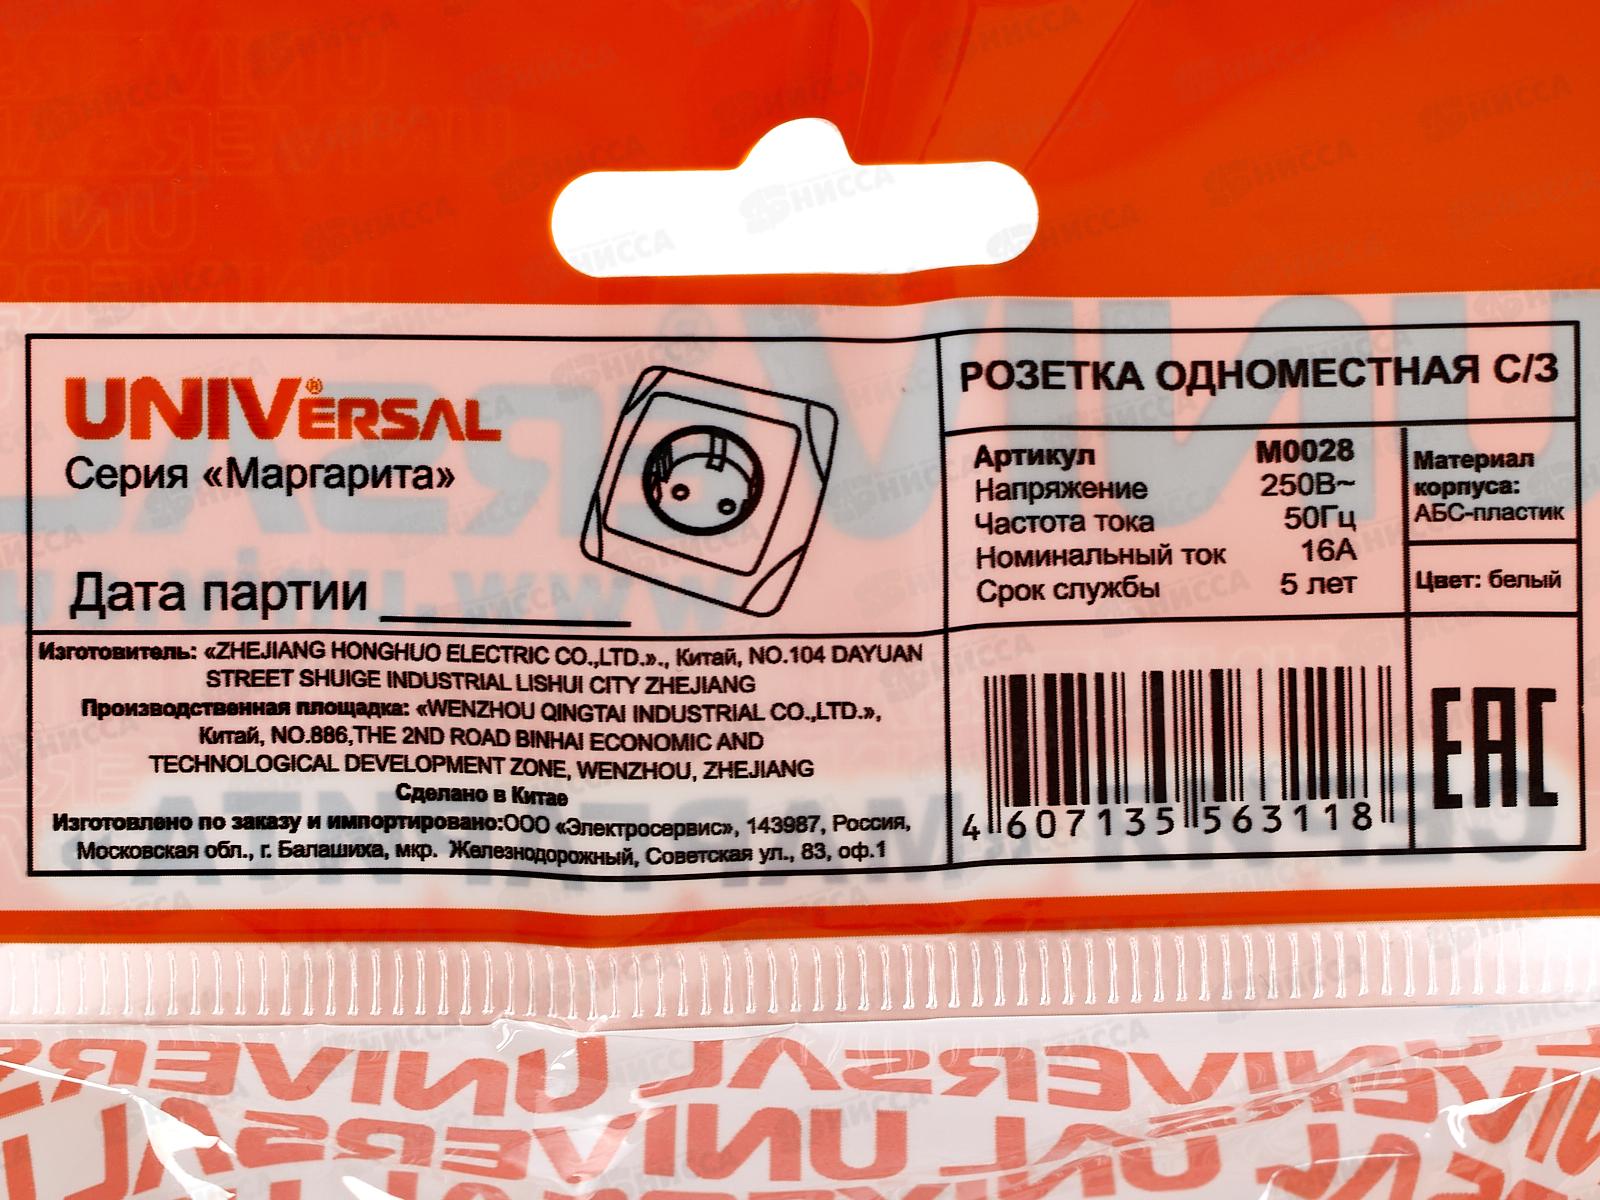 UNIVERSAL®
Серия «Маргарита»
Дата партии
РОЗЕТКА ОДНОМЕСТНАЯ С/З
Артикул M0028
Напряжение 250В~
Частота тока 50Гц
Номинальный ток 16А
Срок службы 5 лет
Материал
корпуса:
АБС-пластик
Цвет: белый
Изготовитель: «ZHEJIANG HONGHUO ELECTRIC CO.,LTD.»., Китай, NO.104 DAYUAN
STREET SHUIGE INDUSTRIAL LISHUI CITY ZHEJIANG
Производственная площадка: «WENZHOU QINGTAI INDUSTRIAL CO.,LTD.»,
Китай, NO.886,THE 2ND ROAD BINHAI ECONOMIC AND
TECHNOLOGICAL DEVELOPMENT ZONE, WENZHOU, ZHEJIANG
Сделано в Китае
Изготовлено по заказу и импортировано:ООО «Электросервис», 143987, Россия,
Московская обл., г. Балашиха, мкр. Железнодорожный, Советская ул., 83, оф.1
4 607135 563118
EAC